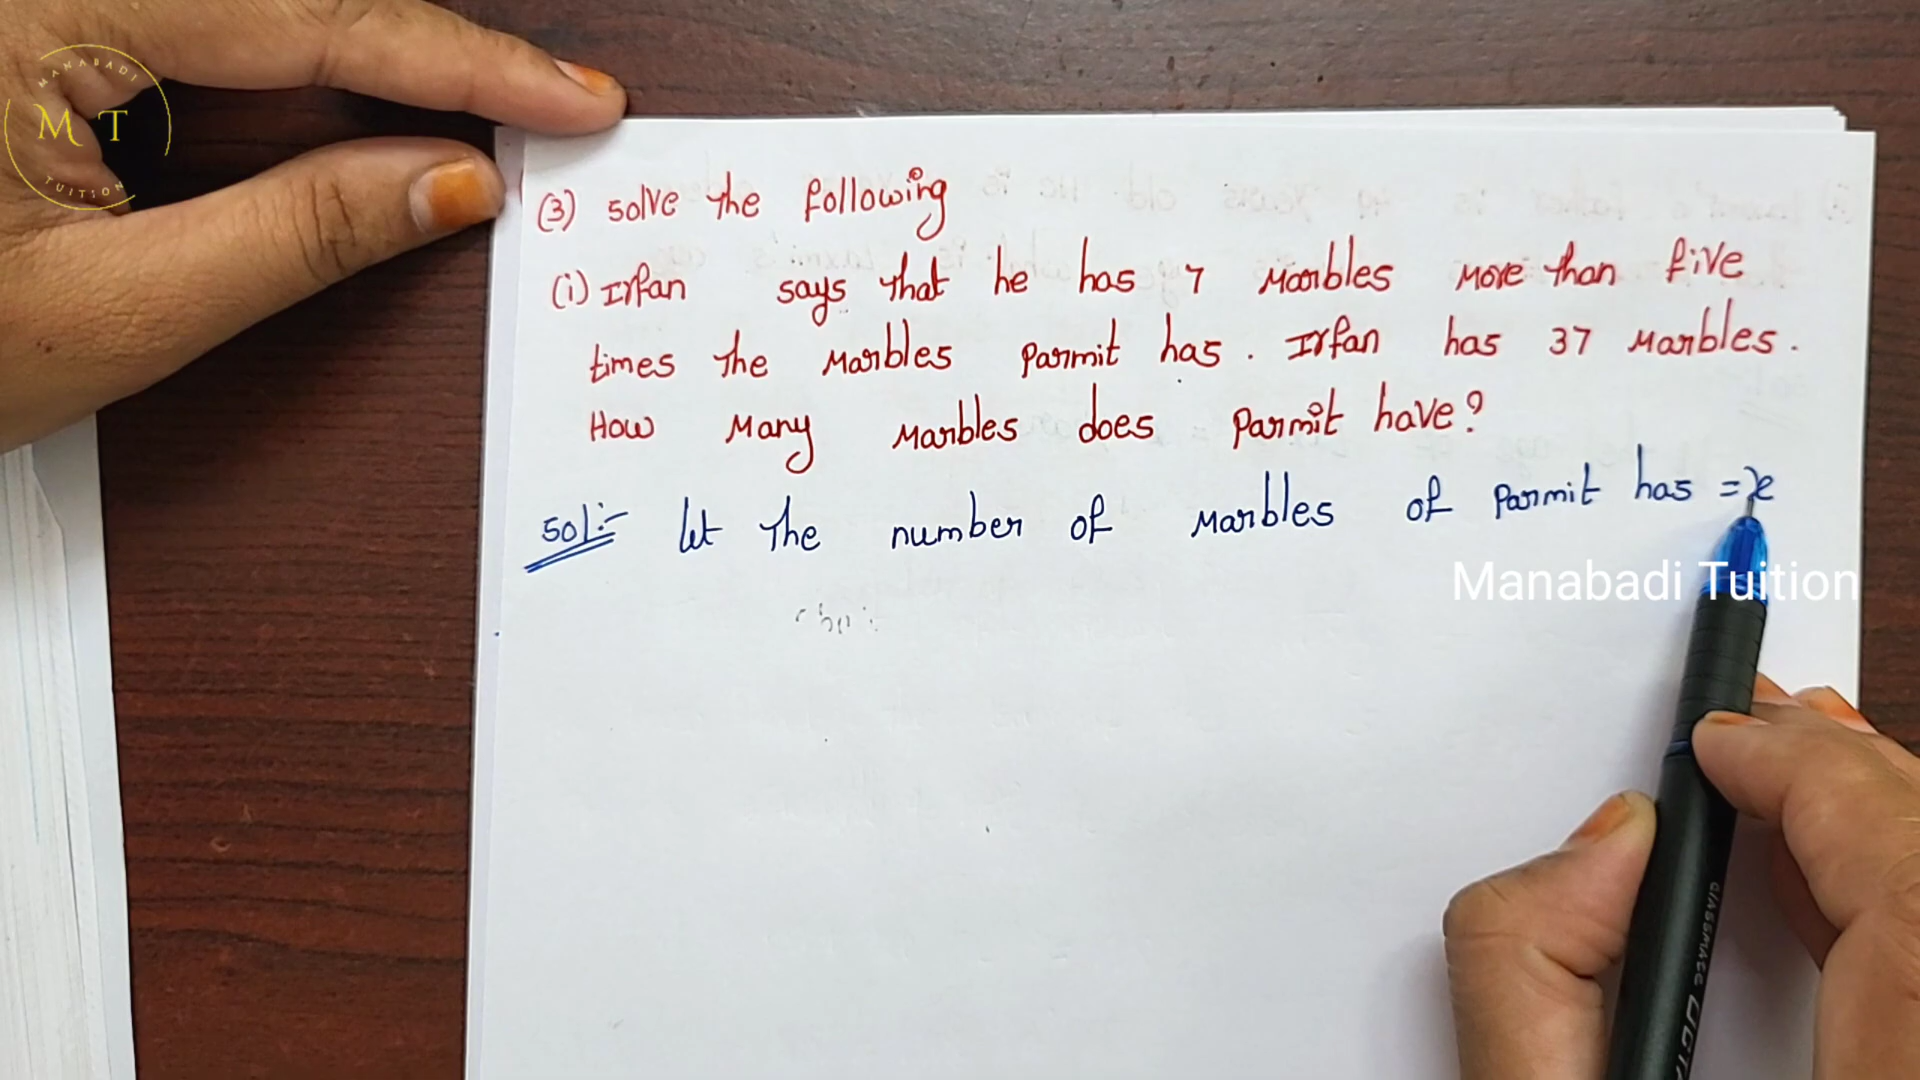 MANABADI
M T
TUITION
(3) solve the following
(i) Irfan says that he has 7 Marbles More than five
times the Marbles Parmit has. Irfan has 37 Marbles.
How Many Marbles does Parmit have?
Sol:- let the number of Marbles of Parmit has = x
Manabadi Tuition